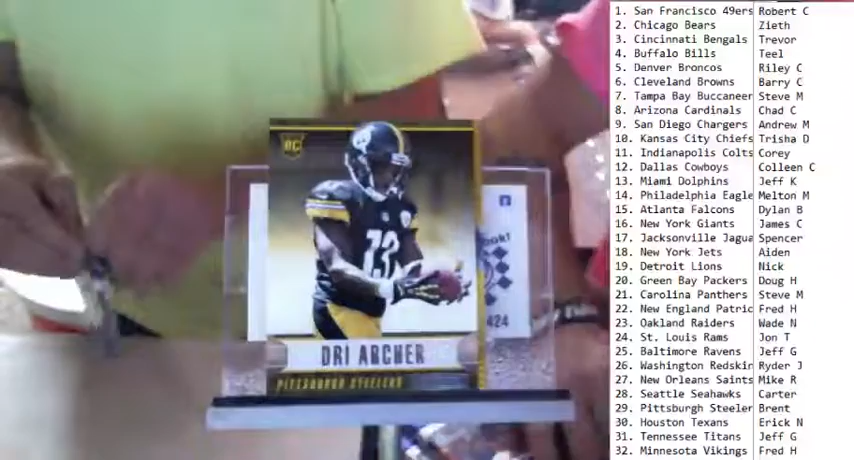 RC
13
ook!
424
DRI ARCHER
PITTSBURGH STEELERS
1. San Francisco 49ers Robert C
2. Chicago Bears Zieth
3. Cincinnati Bengals Trevor
4. Buffalo Bills Teel
5. Denver Broncos Riley C
6. Cleveland Browns Barry C
7. Tampa Bay Buccaneer Steve M
8. Arizona Cardinals Chad C
9. San Diego Chargers Andrew M
10. Kansas City Chiefs Trisha D
11. Indianapolis Colts Corey
12. Dallas Cowboys Colleen C
13. Miami Dolphins Jeff K
14. Philadelphia Eagle Melton M
15. Atlanta Falcons Dylan B
16. New York Giants James C
17. Jacksonville Jagua Spencer
18. New York Jets Aiden
19. Detroit Lions Nick
20. Green Bay Packers Doug H
21. Carolina Panthers Steve M
22. New England Patric Fred H
23. Oakland Raiders Wade N
24. St. Louis Rams Jon T
25. Baltimore Ravens Jeff G
26. Washington Redskin Ryder J
27. New Orleans Saints Mike R
28. Seattle Seahawks Carter
29. Pittsburgh Steeler Brent
30. Houston Texans Erick N
31. Tennessee Titans Jeff G
32. Minnesota Vikings Fred H